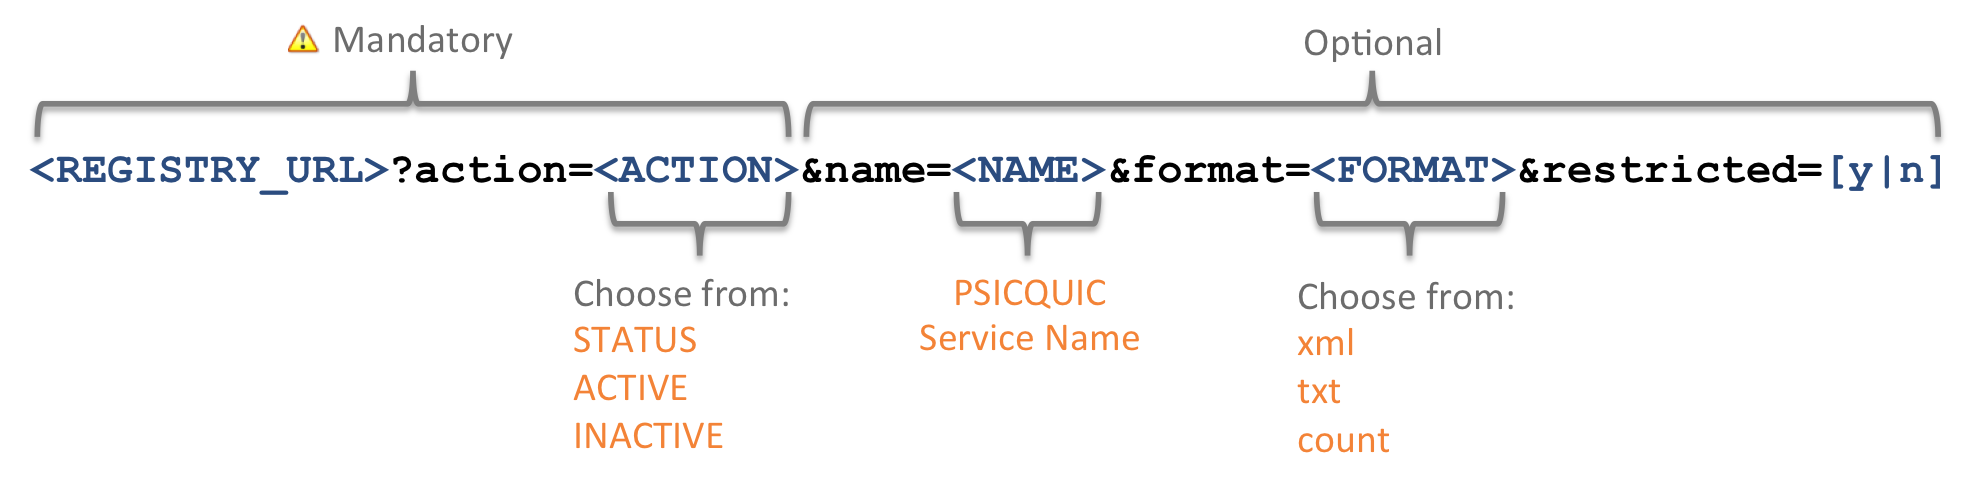 Mandatory
Optional
<REGISTRY_URL>?action=<ACTION>&name=<NAME>&format=<FORMAT>&restricted=[y|n]
Choose from:
STATUS
ACTIVE
INACTIVE
PSICQUIC
Service Name
Choose from:
xml
txt
count